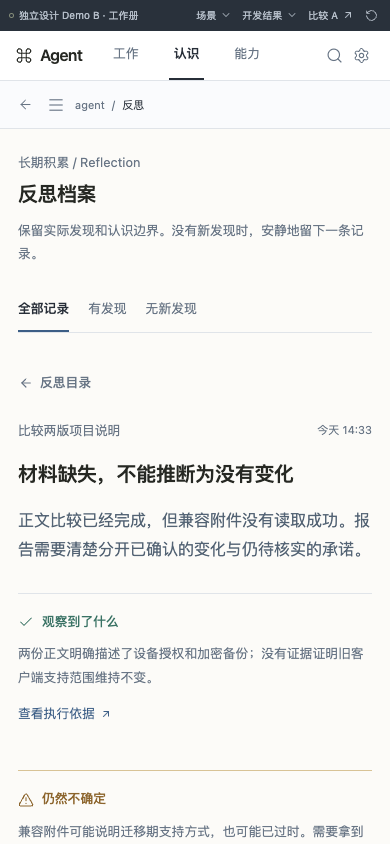 独立设计 Demo B · 工作册 场景 开发结果 比较 A
Agent 工作 认识 能力
agent / 反思
长期积累 / Reflection
反思档案
保留实际发现和认识边界。没有新发现时，安静地留下一条记
录。
全部记录 有发现 无新发现
反思目录
比较两版项目说明 今天 14:33
材料缺失，不能推断为没有变化
正文比较已经完成，但兼容附件没有读取成功。报
告需要清楚分开已确认的变化与仍待核实的承诺。
观察到了什么
两份正文明确描述了设备授权和加密备份；没有证据证明旧客
户端支持范围维持不变。
查看执行依据
仍然不确定
兼容附件可能说明迁移期支持方式，也可能已过时。需要拿到